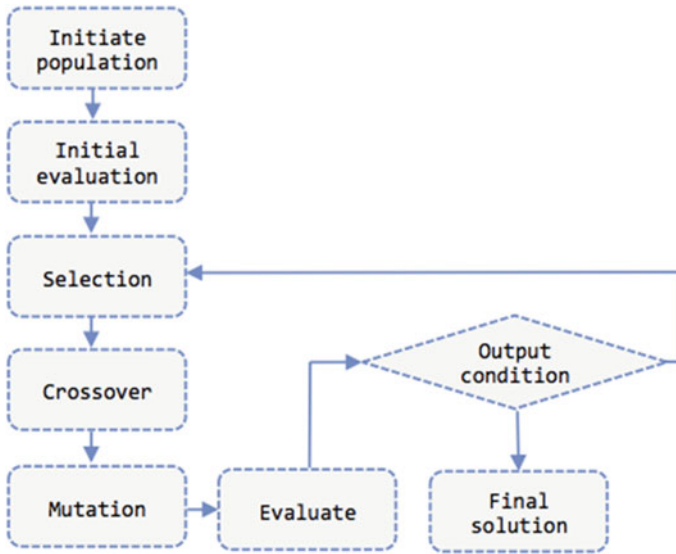 Initiate
population
Initial
evaluation
Selection
Crossover
Mutation
Evaluate
Output
condition
Final
solution